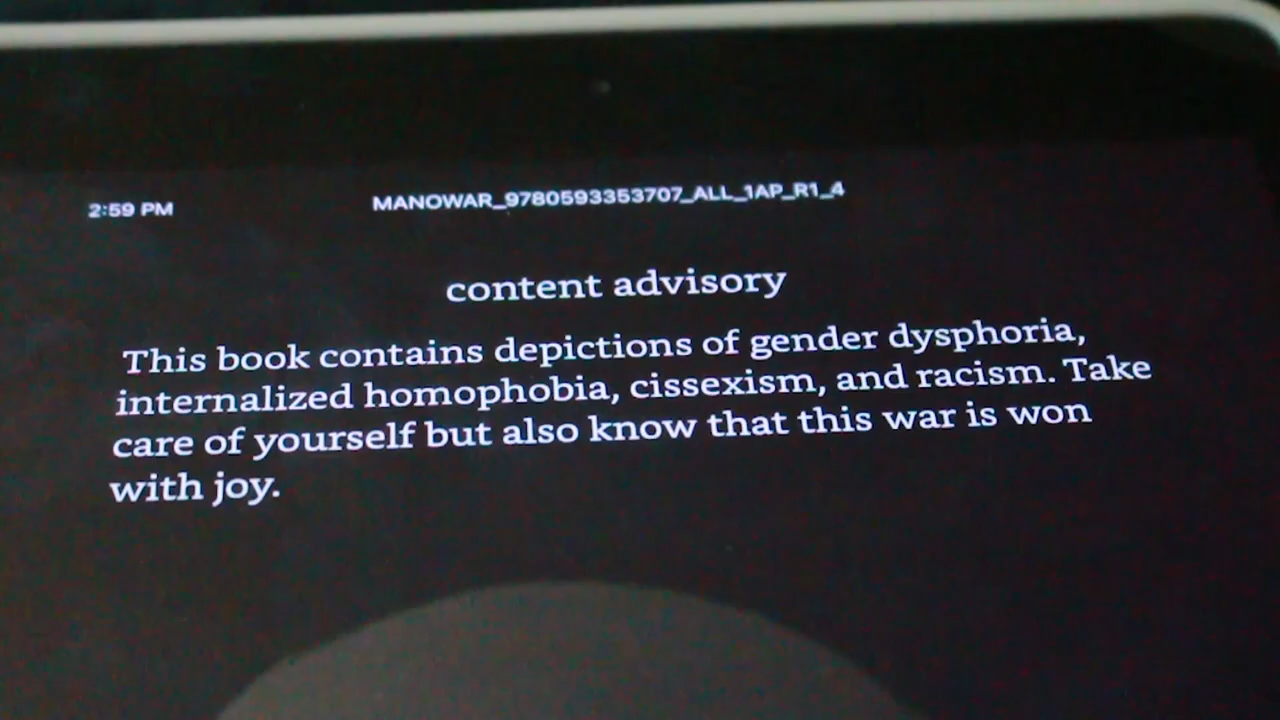 2:59 PM
MANOWAR_9780593353707_ALL_1AP_R1_4
content advisory
This book contains depictions of gender dysphoria,
internalized homophobia, cissexism, and racism. Take
care of yourself but also know that this war is won
with joy.